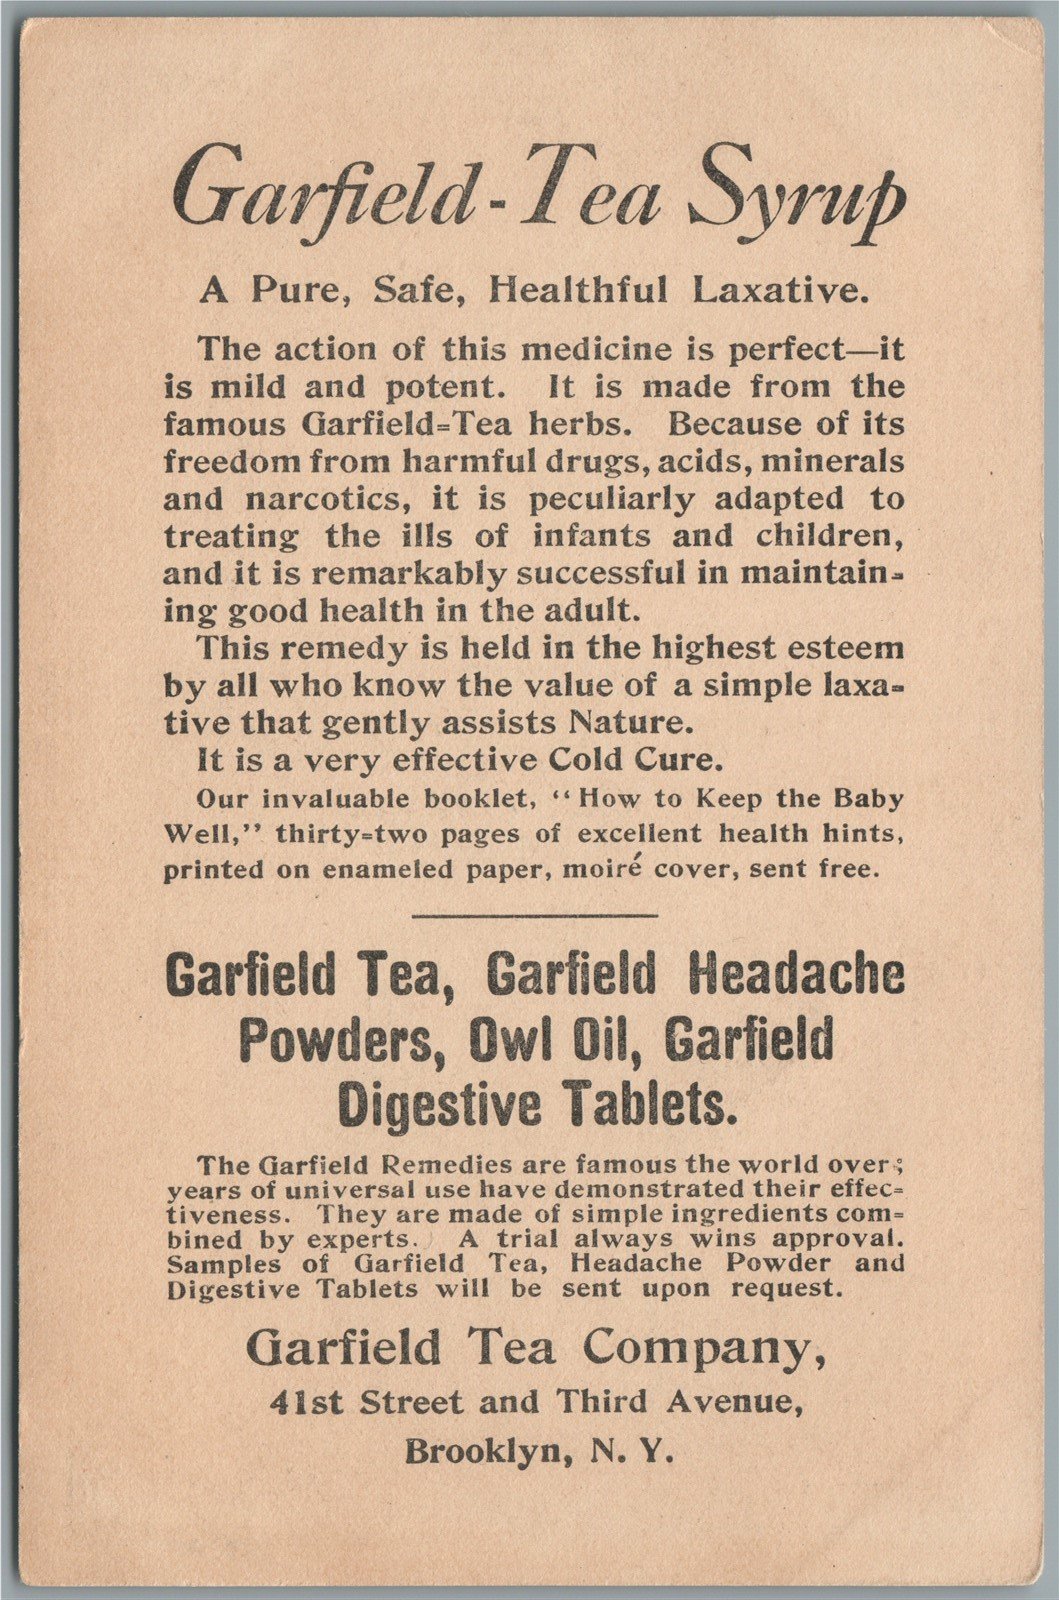 Garfield-Tea Syrup
A Pure, Safe, Healthful Laxative.
The action of this medicine is perfect—it
is mild and potent. It is made from the
famous Garfield=Tea herbs. Because of its
freedom from harmful drugs, acids, minerals
and narcotics, it is peculiarly adapted to
treating the ills of infants and children,
and it is remarkably successful in maintain=
ing good health in the adult.
This remedy is held in the highest esteem
by all who know the value of a simple laxa=
tive that gently assists Nature.
It is a very effective Cold Cure.
Our invaluable booklet, “How to Keep the Baby
Well,” thirty=two pages of excellent health hints,
printed on enameled paper, moiré cover, sent free.
Garfield Tea, Garfield Headache
Powders, Owl Oil, Garfield
Digestive Tablets.
The Garfield Remedies are famous the world over;
years of universal use have demonstrated their effec=
tiveness. They are made of simple ingredients com=
bined by experts. A trial always wins approval.
Samples of Garfield Tea, Headache Powder and
Digestive Tablets will be sent upon request.
Garfield Tea Company,
41st Street and Third Avenue,
Brooklyn, N. Y.